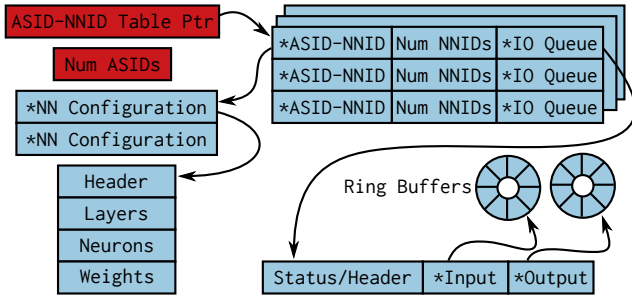 ASID-NNID Table Ptr
Num ASIDs
*ASID-NNID Num NNIDs *IO Queue
*ASID-NNID Num NNIDs *IO Queue
*ASID-NNID Num NNIDs *IO Queue
*NN Configuration
*NN Configuration
Header
Layers
Neurons
Weights
Ring Buffers
Status/Header *Input *Output